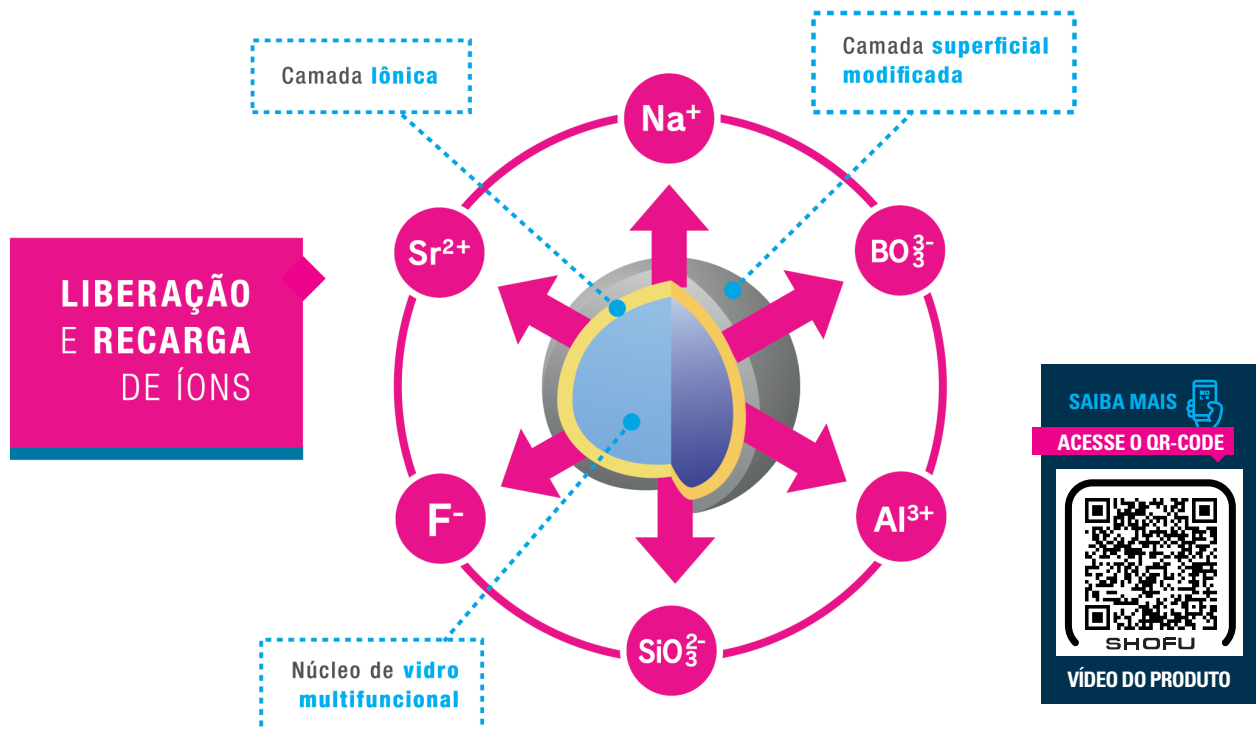 Camada Iônica
Camada superficial
modificada
Na⁺
Sr²⁺
BO₃³⁻
LIBERAÇÃO
E RECARGA
DE ÍONS
SAIBA MAIS
ACESSE O QR-CODE
F⁻
Al³⁺
SiO₃²⁻
SHOFU
Núcleo de vidro
multifuncional
VÍDEO DO PRODUTO